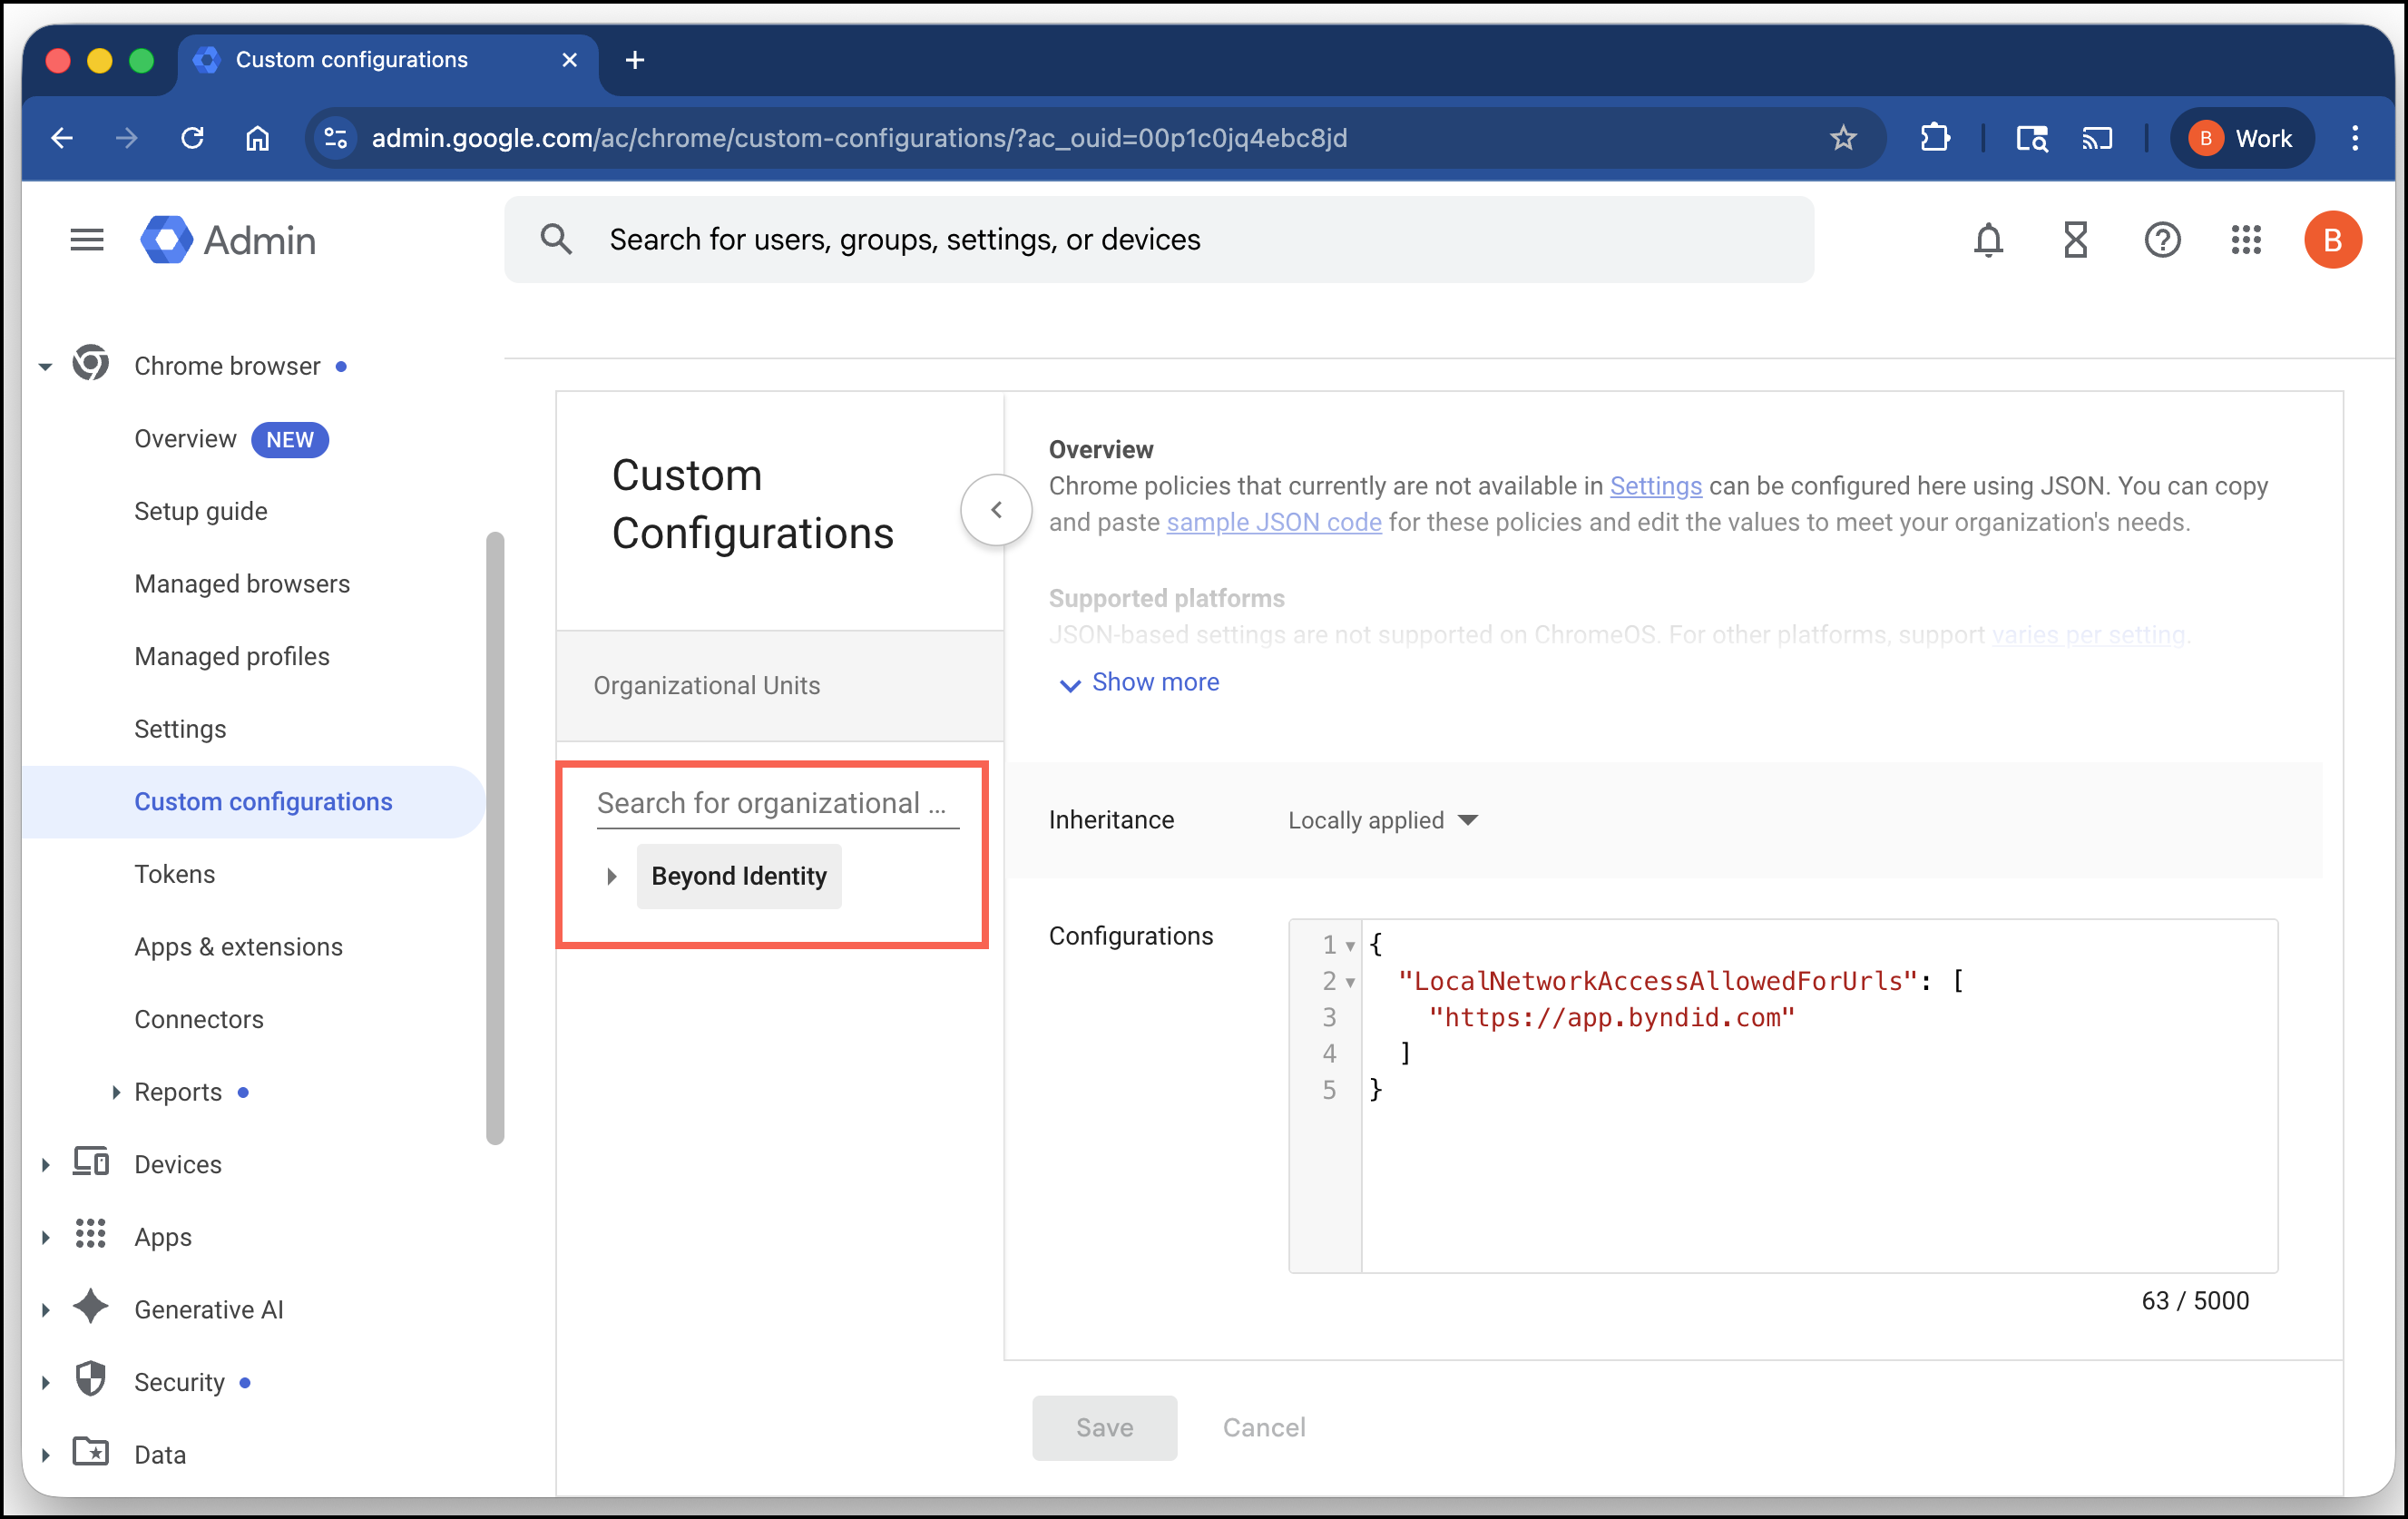 Custom configurations
admin.google.com/ac/chrome/custom-configurations/?ac_ouid=00p1c0jq4ebc8jd
B Work
Admin
Search for users, groups, settings, or devices
B
Chrome browser
Overview NEW
Setup guide
Managed browsers
Managed profiles
Settings
Custom configurations
Tokens
Apps & extensions
Connectors
Reports
Devices
Apps
Generative AI
Security
Data
Custom
Configurations
Organizational Units
Search for organizational ...
Beyond Identity
Overview
Chrome policies that currently are not available in Settings can be configured here using JSON. You can copy
and paste sample JSON code for these policies and edit the values to meet your organization's needs.
Supported platforms
JSON-based settings are not supported on ChromeOS. For other platforms, support varies per setting.
Show more
Inheritance Locally applied
Configurations
1 {
2 "LocalNetworkAccessAllowedForUrls": [
3 "https://app.byndid.com"
4 ]
5 }
63 / 5000
Save Cancel